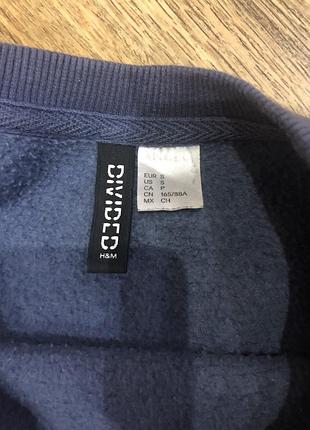 DIVIDED
H&M
EUR S
US S
CA P
CN 165/88A
MX CH